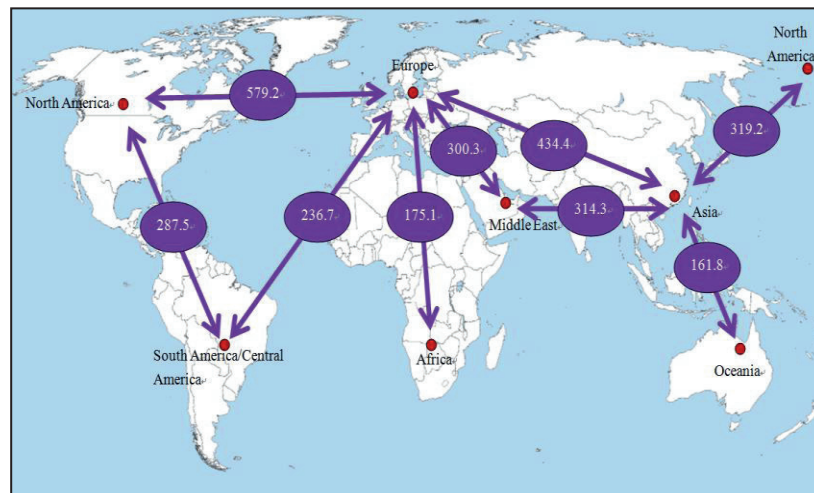 North
America
Europe
North America
579.2
319.2
434.4
300.3
287.5
236.7
175.1
314.3
Asia
Middle East
161.8
South America/Central
America
Africa
Oceania